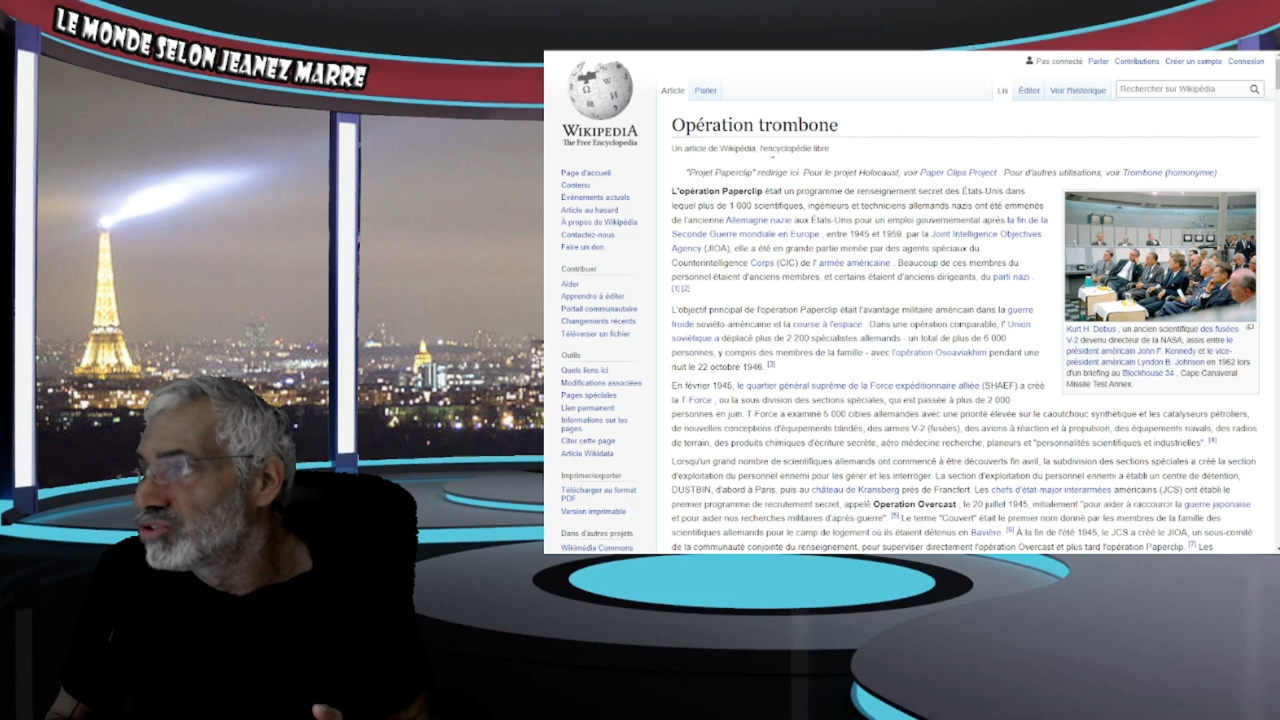 LE MONDE SELON JEANEZ MARRE
WIKIPEDIA
The Free Encyclopedia
Page d'accueil
Contenu
Événements actuels
Article au hasard
À propos de Wikipédia
Contactez-nous
Faire un don
Contribuer
Aider
Apprendre à éditer
Portail communautaire
Changements récents
Téléverser un fichier
Outils
Quels liens ici
Modifications associées
Pages spéciales
Lien permanent
Informations sur les
pages
Citer cette page
Article Wikidata
Imprimer/exporter
Télécharger au format
PDF
Version imprimable
Dans d'autres projets
Wikimédia Commons
Pas connecté Parler Contributions Créer un compte Connexion
Article Parler Lis Éditer Voir l'historique Rechercher sur Wikipédia
Opération trombone
Un article de Wikipédia, l'encyclopédie libre
"Projet Paperclip" redirige ici. Pour le projet Holocaust, voir Paper Clips Project . Pour d'autres utilisations, voir Trombone (homonymie) .
L'opération Paperclip était un programme de renseignement secret des États-Unis dans
lequel plus de 1 600 scientifiques, ingénieurs et techniciens allemands nazis ont été emmenés
de l'ancienne Allemagne nazie aux États-Unis pour un emploi gouvernemental après la fin de la
Seconde Guerre mondiale en Europe , entre 1945 et 1959. par la Joint Intelligence Objectives
Agency (JIOA), elle a été en grande partie menée par des agents spéciaux du
Counterintelligence Corps (CIC) de l' armée américaine . Beaucoup de ces membres du
personnel étaient d'anciens membres, et certains étaient d'anciens dirigeants, du parti nazi .
[1] [2]
L'objectif principal de l'opération Paperclip était l'avantage militaire américain dans la guerre
froide soviéto-américaine et la course à l'espace . Dans une opération comparable, l' Union
soviétique a déplacé plus de 2 200 spécialistes allemands - un total de plus de 6 000
personnes, y compris des membres de la famille - avec l'opération Osoaviakhim pendant une
nuit le 22 octobre 1946. [3]
En février 1945, le quartier général suprême de la Force expéditionnaire alliée (SHAEF) a créé
la T-Force , ou la sous-division des sections spéciales, qui est passée à plus de 2 000
personnes en juin. T-Force a examiné 5 000 cibles allemandes avec une priorité élevée sur le caoutchouc synthétique et les catalyseurs pétroliers,
de nouvelles conceptions d'équipements blindés, des armes V-2 (fusées), des avions à réaction et à propulsion, des équipements navals, des radios
de terrain, des produits chimiques d'écriture secrète, aéro médecine recherche, planeurs et "personnalités scientifiques et industrielles". [4]
Lorsqu'un grand nombre de scientifiques allemands ont commencé à être découverts fin avril, la subdivision des sections spéciales a créé la section
d'exploitation du personnel ennemi pour les gérer et les interroger. La section d'exploitation du personnel ennemi a établi un centre de détention,
DUSTBIN, d'abord à Paris, puis au château de Kransberg près de Francfort. Les chefs d'état-major interarmées américains (JCS) ont établi le
premier programme de recrutement secret, appelé Operation Overcast , le 20 juillet 1945, initialement "pour aider à raccourcir la guerre japonaise
et pour aider nos recherches militaires d'après-guerre". [5] Le terme "Couvert" était le premier nom donné par les membres de la famille des
scientifiques allemands pour le camp de logement où ils étaient détenus en Bavière. [6] À la fin de l'été 1945, le JCS a créé le JIOA, un sous-comité
de la communauté conjointe du renseignement, pour superviser directement l'opération Overcast et plus tard l'opération Paperclip. [7] Les
Kurt H. Debus , un ancien scientifique des fusées
V-2 devenu directeur de la NASA, assis entre le
président américain John F. Kennedy et le vice-
président américain Lyndon B. Johnson en 1962 lors
d'un briefing au Blockhouse 34 , Cape Canaveral
Missile Test Annex.